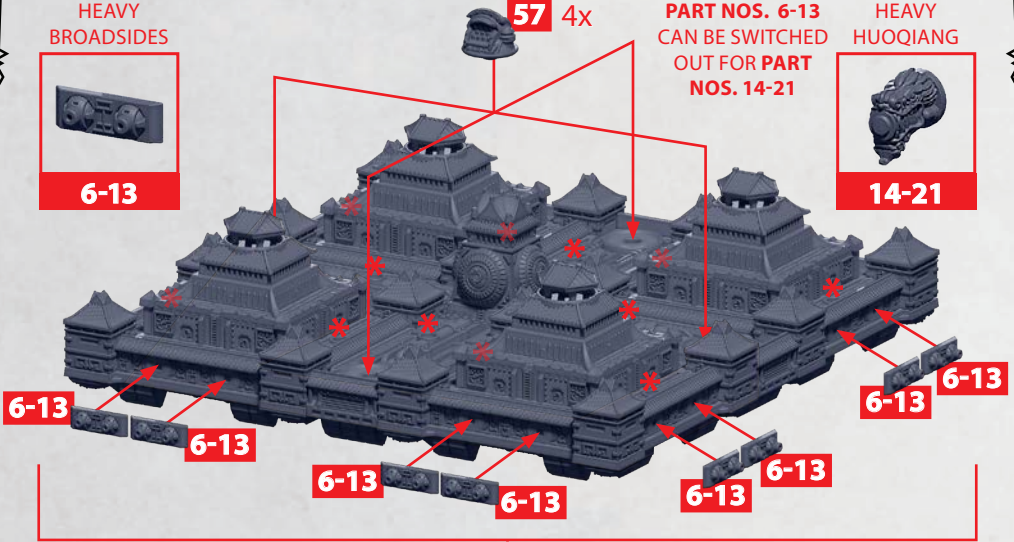 HEAVY
BROADSIDES
6-13
57 4x
PART NOS. 6-13
CAN BE SWITCHED
OUT FOR PART
NOS. 14-21
HEAVY
HUOQIANG
14-21
6-13
6-13
6-13
6-13
6-13
6-13
6-13
6-13